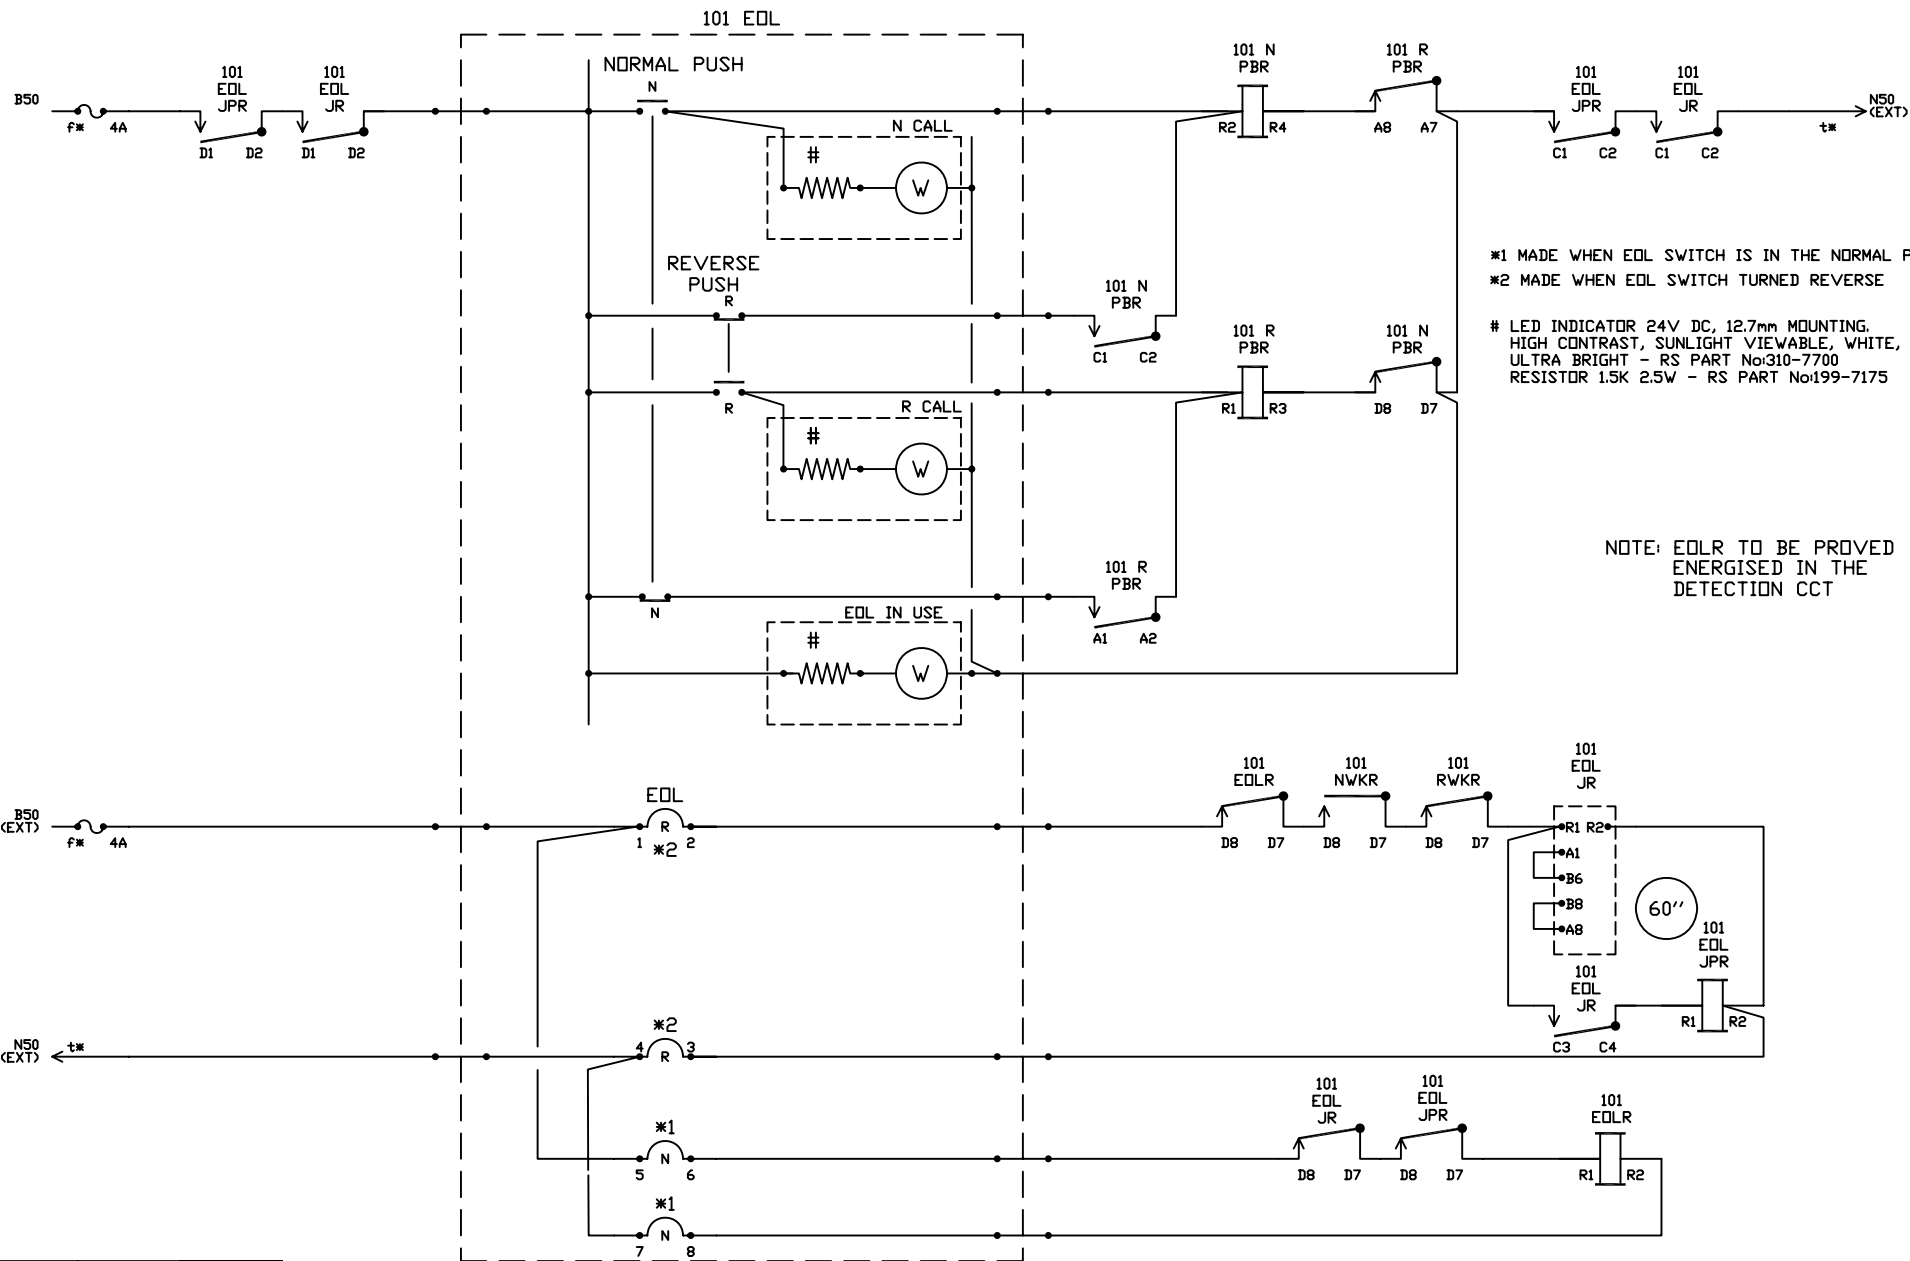 101 EOL
NORMAL PUSH
N
B50
f* 4A
101
EOL
JPR
D1 D2
101
EOL
JR
D1 D2
N CALL
#
W
101 N
PBR
R2 R4
101 R
PBR
A8 A7
101
EOL
JPR
C1 C2
101
EOL
JR
C1 C2
t*
N50
(EXT)
REVERSE
PUSH
R
101 N
PBR
C1 C2
*1 MADE WHEN EOL SWITCH IS IN THE NORMAL P
*2 MADE WHEN EOL SWITCH TURNED REVERSE
# LED INDICATOR 24V DC, 12.7mm MOUNTING.
HIGH CONTRAST, SUNLIGHT VIEWABLE, WHITE,
ULTRA BRIGHT - RS PART No:310-7700
RESISTOR 1.5K 2.5W - RS PART No:199-7175
R
R CALL
#
W
101 R
PBR
R1 R3
101 N
PBR
D8 D7
NOTE: EOLR TO BE PROVED
ENERGISED IN THE
DETECTION CCT
N
101 R
PBR
A1 A2
EOL IN USE
#
W
B50
(EXT)
f* 4A
EOL
R
1 *2 2
101
EOLR
D8 D7
101
NWKR
D8 D7
101
RWKR
D8 D7
101
EOL
JR
R1 R2
A1
B6
B8
A8
60''
101
EOL
JPR
R1 R2
101
EOL
JR
C3 C4
N50
(EXT)
t*
*2
4 R 3
*1
N
5 6
101
EOL
JR
D8 D7
101
EOL
JPR
D8 D7
101
EOLR
R1 R2
*1
N
7 8